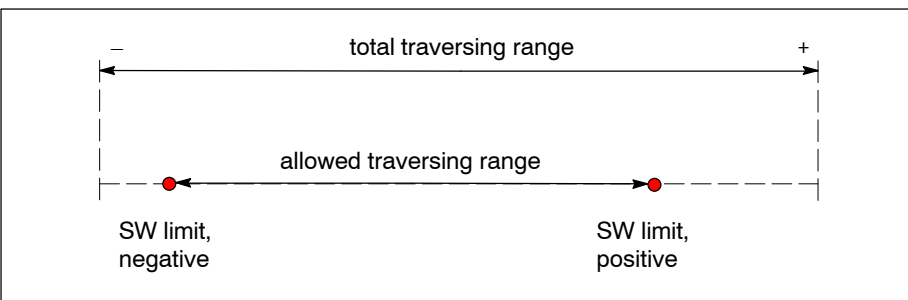 – total traversing range +
allowed traversing range
SW limit,
negative
SW limit,
positive